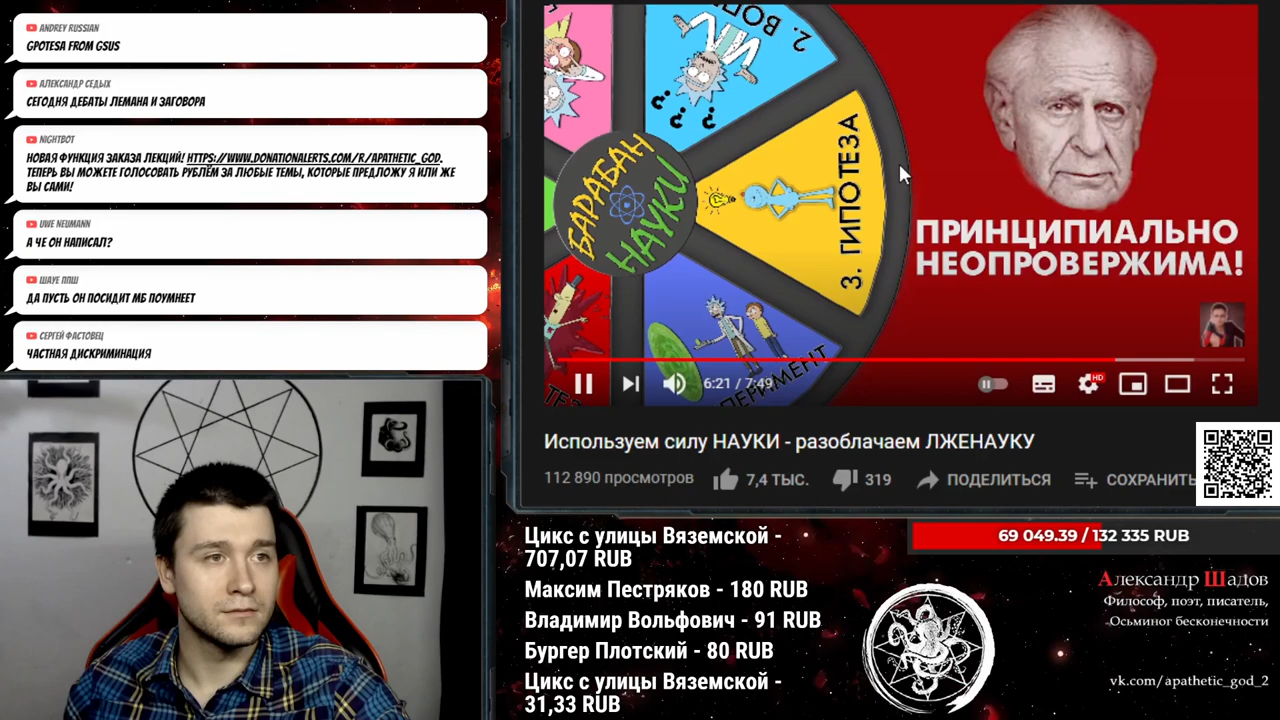 ANDREY RUSSIAN
GPOTESA FROM GSUS
АЛЕКСАНДР СЕДЫХ
СЕГОДНЯ ДЕБАТЫ ЛЕМАНА И ЗАГОВОРА
NIGHTBOT
НОВАЯ ФУНКЦИЯ ЗАКАЗА ЛЕКЦИЙ! HTTPS://WWW.DONATIONALERTS.COM/R/APATHETIC_GOD.
ТЕПЕРЬ ВЫ МОЖЕТЕ ГОЛОСОВАТЬ РУБЛЁМ ЗА ЛЮБЫЕ ТЕМЫ, КОТОРЫЕ ПРЕДЛОЖУ Я ИЛИ ЖЕ
ВЫ САМИ!
UWE NEUMANN
А ЧЕ ОН НАПИСАЛ?
ШАУЕ ППШ
ДА ПУСТЬ ОН ПОСИДИТ МБ ПОУМНЕЕТ
СЕРГЕЙ ФАСТОВЕЦ
ЧАСТНАЯ ДИСКРИМИНАЦИЯ
2. ВОПР
???
БАРАБАН
НАУКИ
3. ГИПОТЕЗА
ПЕРИМЕНТ
ТЕ
ПРИНЦИПИАЛЬНО
НЕОПРОВЕРЖИМА!
6:21 / 7:49
HD
Используем силу НАУКИ - разоблачаем ЛЖЕНАУКУ
112 890 просмотров
7,4 ТЫС.
319
ПОДЕЛИТЬСЯ
СОХРАНИТЬ
Цикс с улицы Вяземской -
707,07 RUB
Максим Пестряков - 180 RUB
Владимир Вольфович - 91 RUB
Бургер Плотский - 80 RUB
Цикс с улицы Вяземской -
31,33 RUB
69 049.39 / 132 335 RUB
Александр Шадов
Философ, поэт, писатель,
Осьминог бесконечности
vk.com/apathetic_god_2